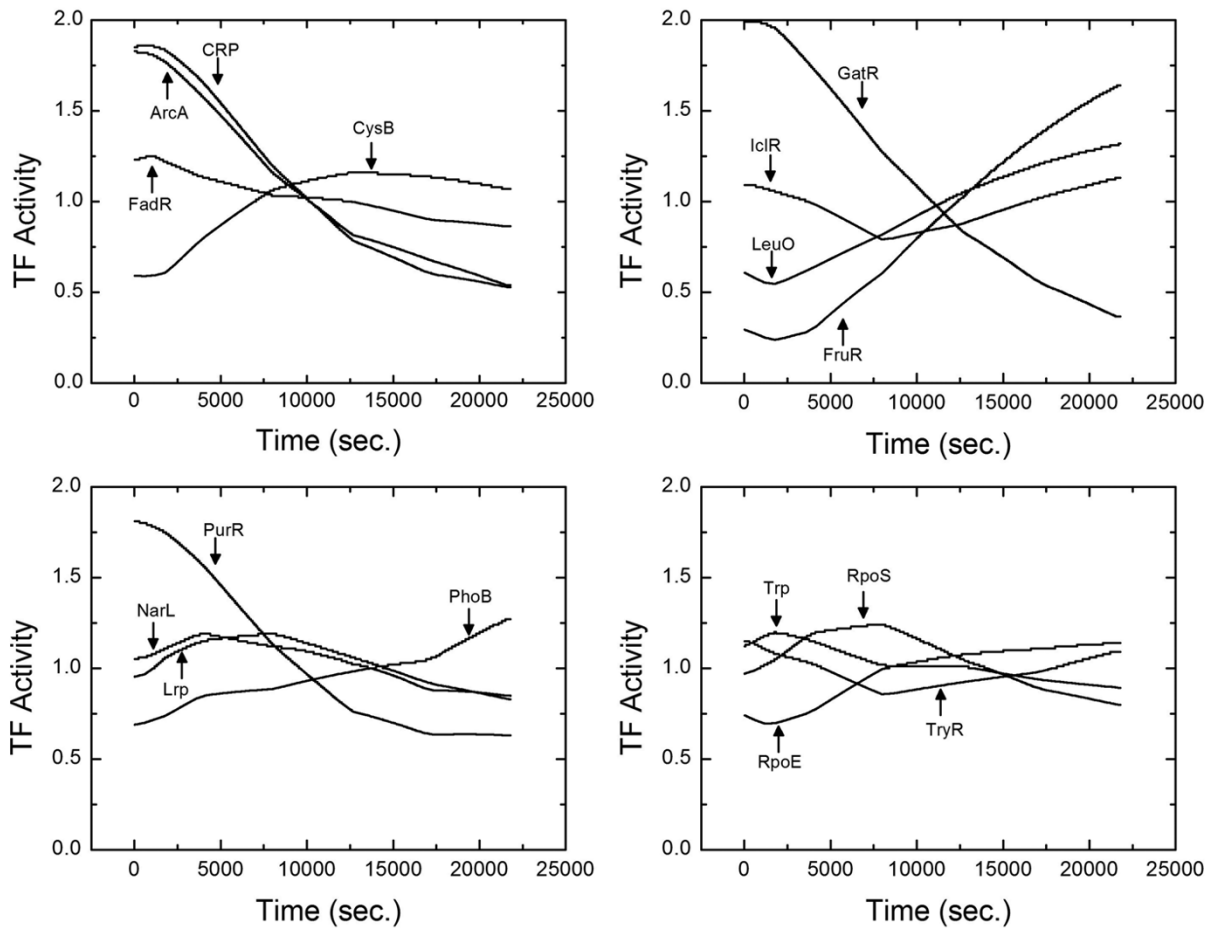 2.0
CRP
1.5
ArcA
CysB
TF Activity
1.0
FadR
0.5
0.0
0 5000 10000 15000 20000 25000
Time (sec.)
2.0
GatR
1.5
IclR
TF Activity
1.0
LeuO
0.5
FruR
0.0
0 5000 10000 15000 20000 25000
Time (sec.)
2.0
PurR
1.5
NarL
PhoB
TF Activity
1.0
Lrp
0.5
0.0
0 5000 10000 15000 20000 25000
Time (sec.)
2.0
1.5
Trp
RpoS
TF Activity
1.0
TryR
RpoE
0.5
0.0
0 5000 10000 15000 20000 25000
Time (sec.)